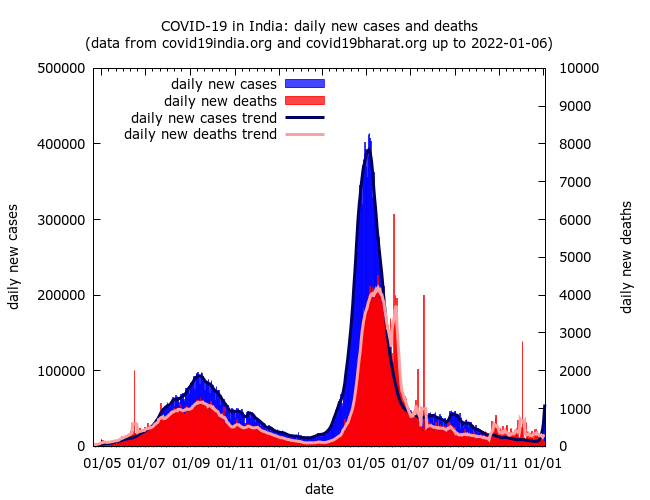 COVID-19 in India: daily new cases and deaths
(data from covid19india.org and covid19bharat.org up to 2022-01-06)
daily new cases
daily new deaths
daily new cases trend
daily new deaths trend
500000
400000
300000
200000
100000
0
daily new cases
10000
9000
8000
7000
6000
5000
4000
3000
2000
1000
0
daily new deaths
01/05 01/07 01/09 01/11 01/01 01/03 01/05 01/07 01/09 01/11 01/01
date